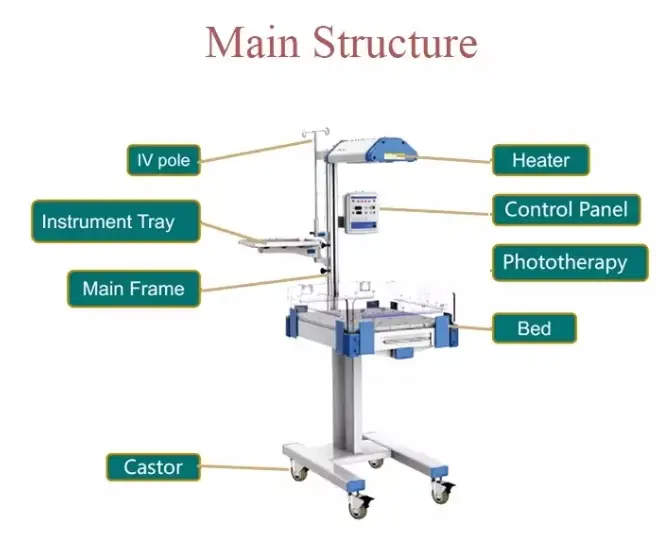 Main Structure
IV pole
Heater
Instrument Tray
Control Panel
Main Frame
Phototherapy
Bed
Castor